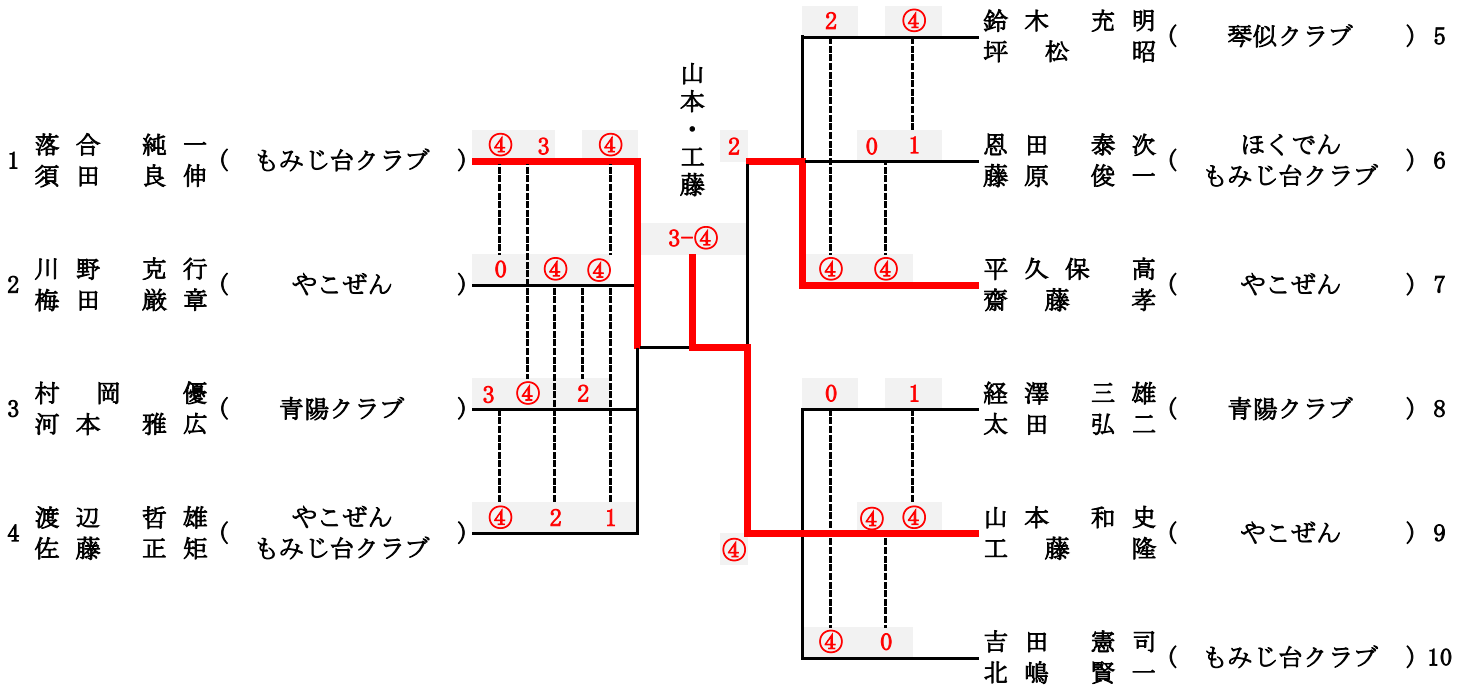 山本・工藤
3-④
2
④
④ 3 ④
1 落合 純一 須田 良伸 ( もみじ台クラブ )
0 ④ ④
2 川野 克行 梅田 厳章 ( やこぜん )
3 ④ 2
3 村岡 優 河本 雅広 ( 青陽クラブ )
④ 2 1
4 渡辺 哲雄 佐藤 正矩 ( やこぜん もみじ台クラブ )
2 ④
鈴木 充明 坪松 昭 ( 琴似クラブ ) 5
0 1
恩田 泰次 藤原 俊一 ( ほくでん もみじ台クラブ ) 6
④ ④
平久保 高 齋藤 孝 ( やこぜん ) 7
0 1
経澤 三雄 太田 弘二 ( 青陽クラブ ) 8
④ ④
山本 和史 工藤 隆 ( やこぜん ) 9
④ 0
吉田 憲司 北嶋 賢一 ( もみじ台クラブ ) 10